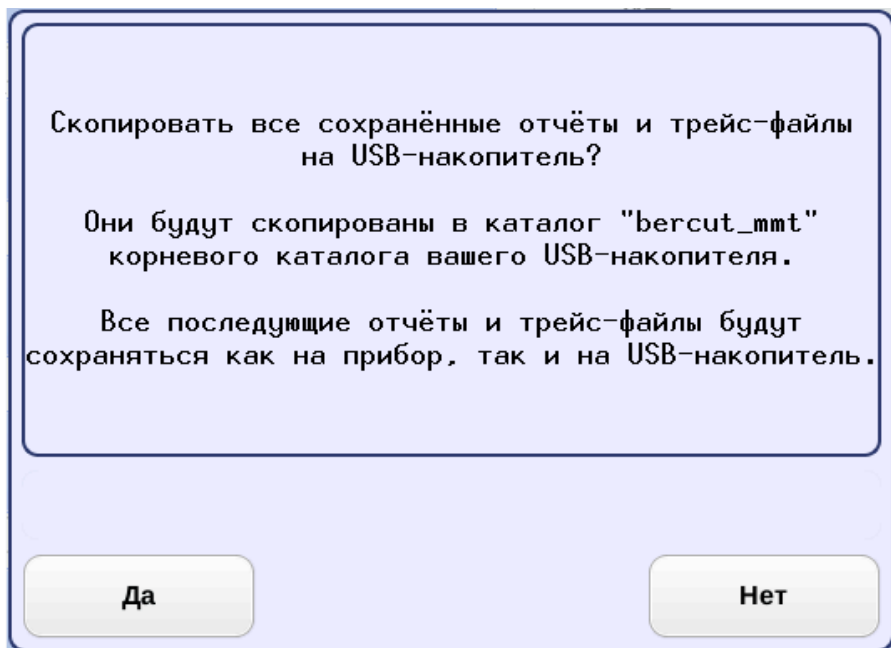 Скопировать все сохранённые отчёты и трейс-файлы
на USB-накопитель?
Они будут скопированы в каталог "bercut_mmt"
корневого каталога вашего USB-накопителя.
Все последующие отчёты и трейс-файлы будут
сохраняться как на прибор, так и на USB-накопитель.
Да
Нет